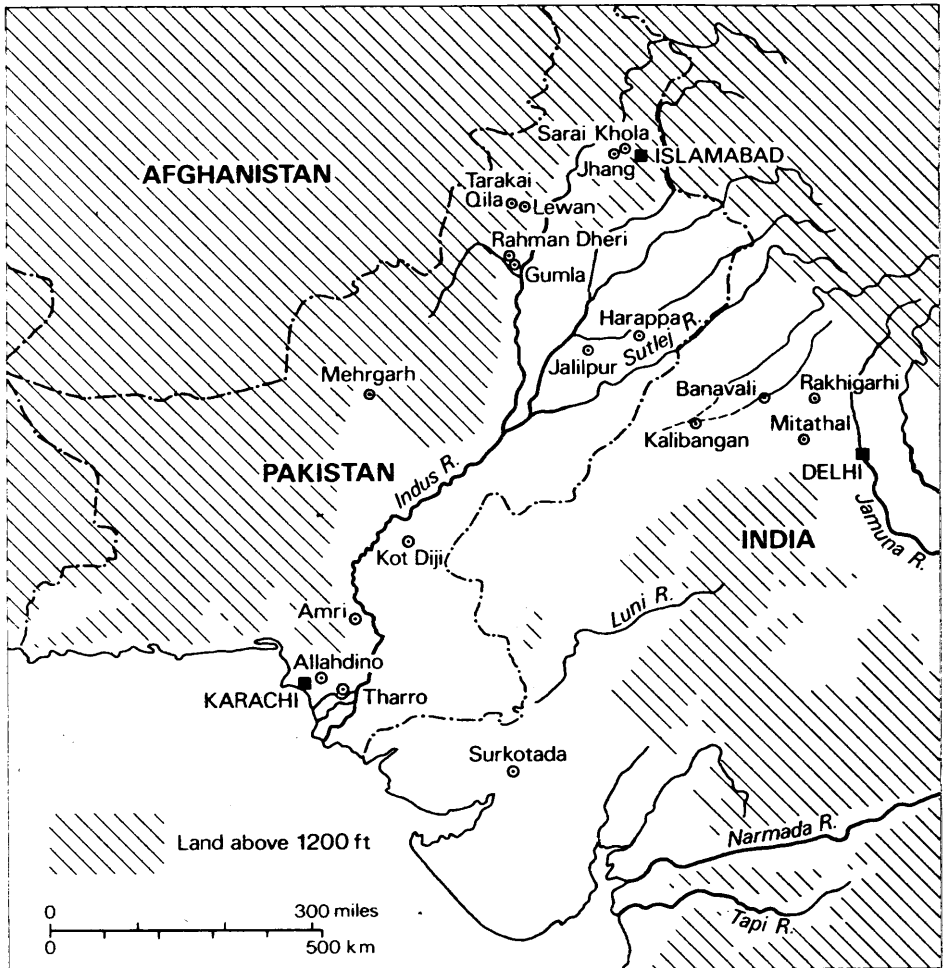 Sarai Khola
ISLAMABAD
Jhang
AFGHANISTAN
Tarakai
Qila
Lewan
Rahman Dheri
Gumla
Harappa
Sutlej R.
Jalilpur
Mehrgarh
Banavali
Rakhigarhi
Mitathal
Kalibangan
DELHI
PAKISTAN
Indus R.
Jamuna R.
INDIA
Kot Diji
Luni R.
Amri
Allahdino
KARACHI
Tharro
Surkotada
Narmada R.
Land above 1200 ft
Tapi R.
0 300 miles
0 500 km